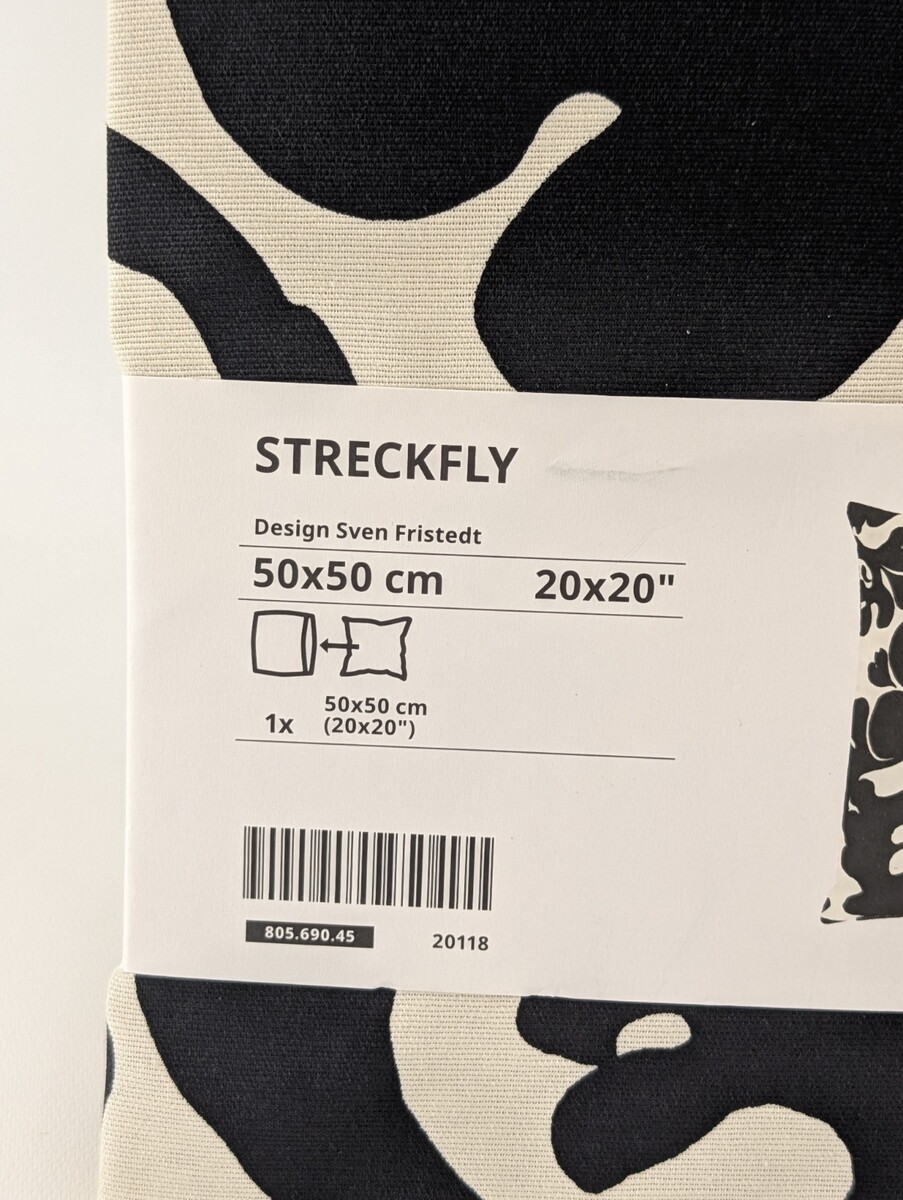 STRECKFLY
Design Sven Fristedt
50x50 cm 20x20"
50x50 cm
1x (20x20")
805.690.45 20118